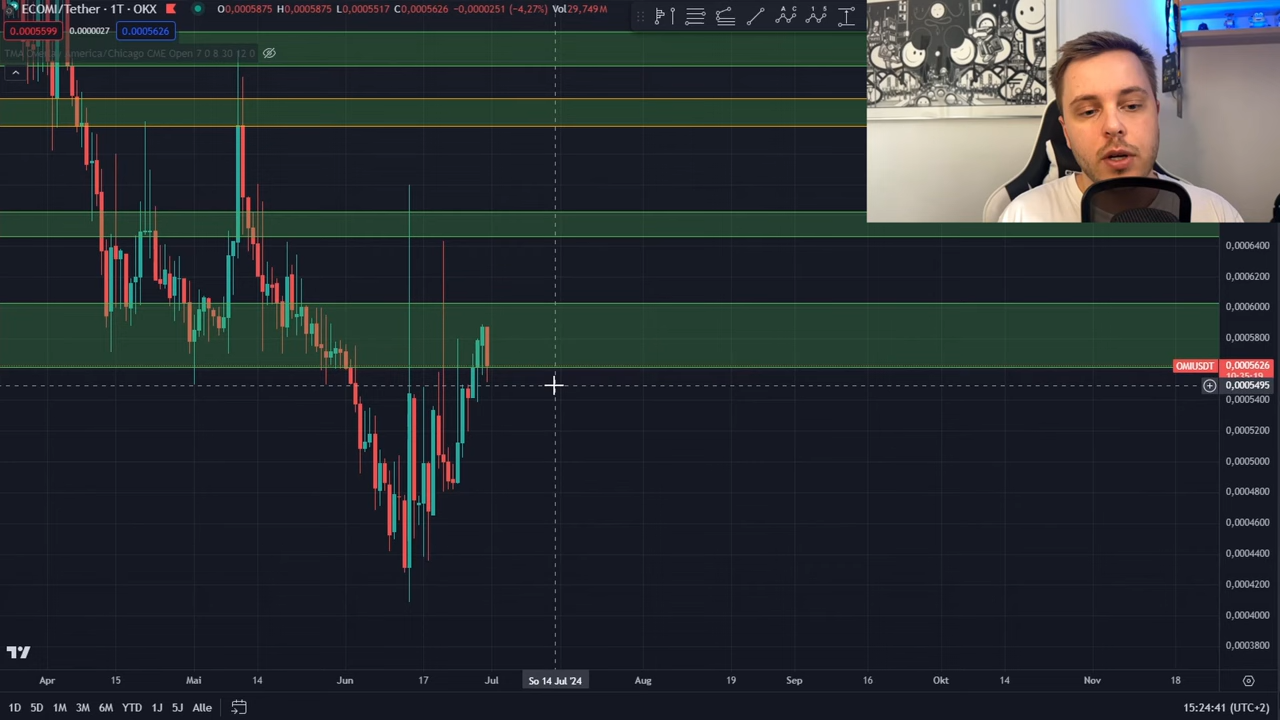 ECOMI/Tether · 1T · OKX O0,0005875 H0,0005875 L0,0005517 C0,0005626 −0,0000251 (−4,27%) Vol29,749 M
0,0005599 0,0000027 0,0005626
America/Chicago CME Open 7 0 8 30 12 0
0,0006400
0,0006200
0,0006000
0,0005800
OMIUSDT 0,0005626
10:35:19
0,0005495
0,0005400
0,0005200
0,0005000
0,0004800
0,0004600
0,0004400
0,0004200
0,0004000
0,0003800
Apr 15 Mai 14 Jun 17 Jul So 14 Jul '24 Aug 19 Sep 16 Okt 14 Nov 18
1D 5D 1M 3M 6M YTD 1J 5J Alle 15:24:41 (UTC+2)